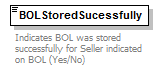 BOLStoredSucessfully
Indicates BOL was stored
successfully for Seller indicated
on BOL (Yes/No)